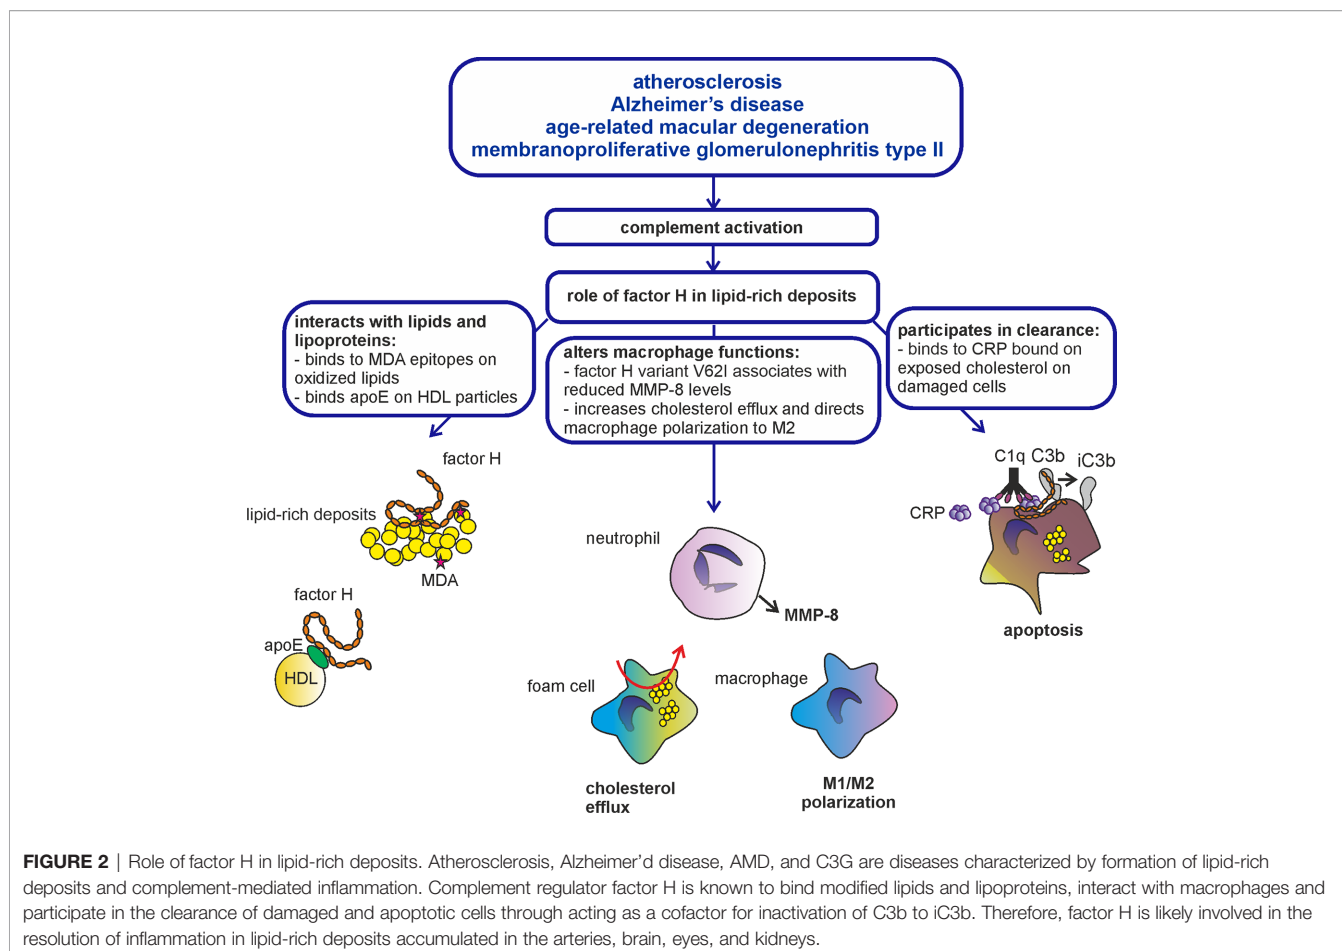 atherosclerosis
Alzheimer's disease
age-related macular degeneration
membranoproliferative glomerulonephritis type II
complement activation
role of factor H in lipid-rich deposits
interacts with lipids and
lipoproteins:
- binds to MDA epitopes on
oxidized lipids
- binds apoE on HDL particles
alters macrophage functions:
- factor H variant V62I associates with
reduced MMP-8 levels
- increases cholesterol efflux and directs
macrophage polarization to M2
participates in clearance:
- binds to CRP bound on
exposed cholesterol on
damaged cells
factor H
lipid-rich deposits
MDA
factor H
apoE
HDL
neutrophil
MMP-8
foam cell
macrophage
cholesterol
efflux
M1/M2
polarization
C1q C3b iC3b
CRP
apoptosis
FIGURE 2 | Role of factor H in lipid-rich deposits. Atherosclerosis, Alzheimer'd disease, AMD, and C3G are diseases characterized by formation of lipid-rich
deposits and complement-mediated inflammation. Complement regulator factor H is known to bind modified lipids and lipoproteins, interact with macrophages and
participate in the clearance of damaged and apoptotic cells through acting as a cofactor for inactivation of C3b to iC3b. Therefore, factor H is likely involved in the
resolution of inflammation in lipid-rich deposits accumulated in the arteries, brain, eyes, and kidneys.